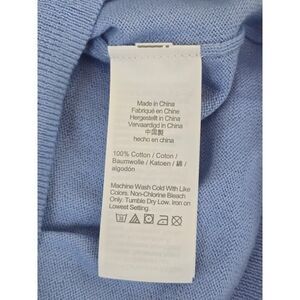 Made in China
Fabriqué en Chine
Hergestellt in China
Vervaardigd in China
中国製
hecho en china
100% Cotton / Coton /
Baumwolle / Katoen / 綿 /
algodón
Machine Wash Cold With Like
Colors. Non-Chlorine Bleach
Only. Tumble Dry Low. Iron on
Lowest Setting